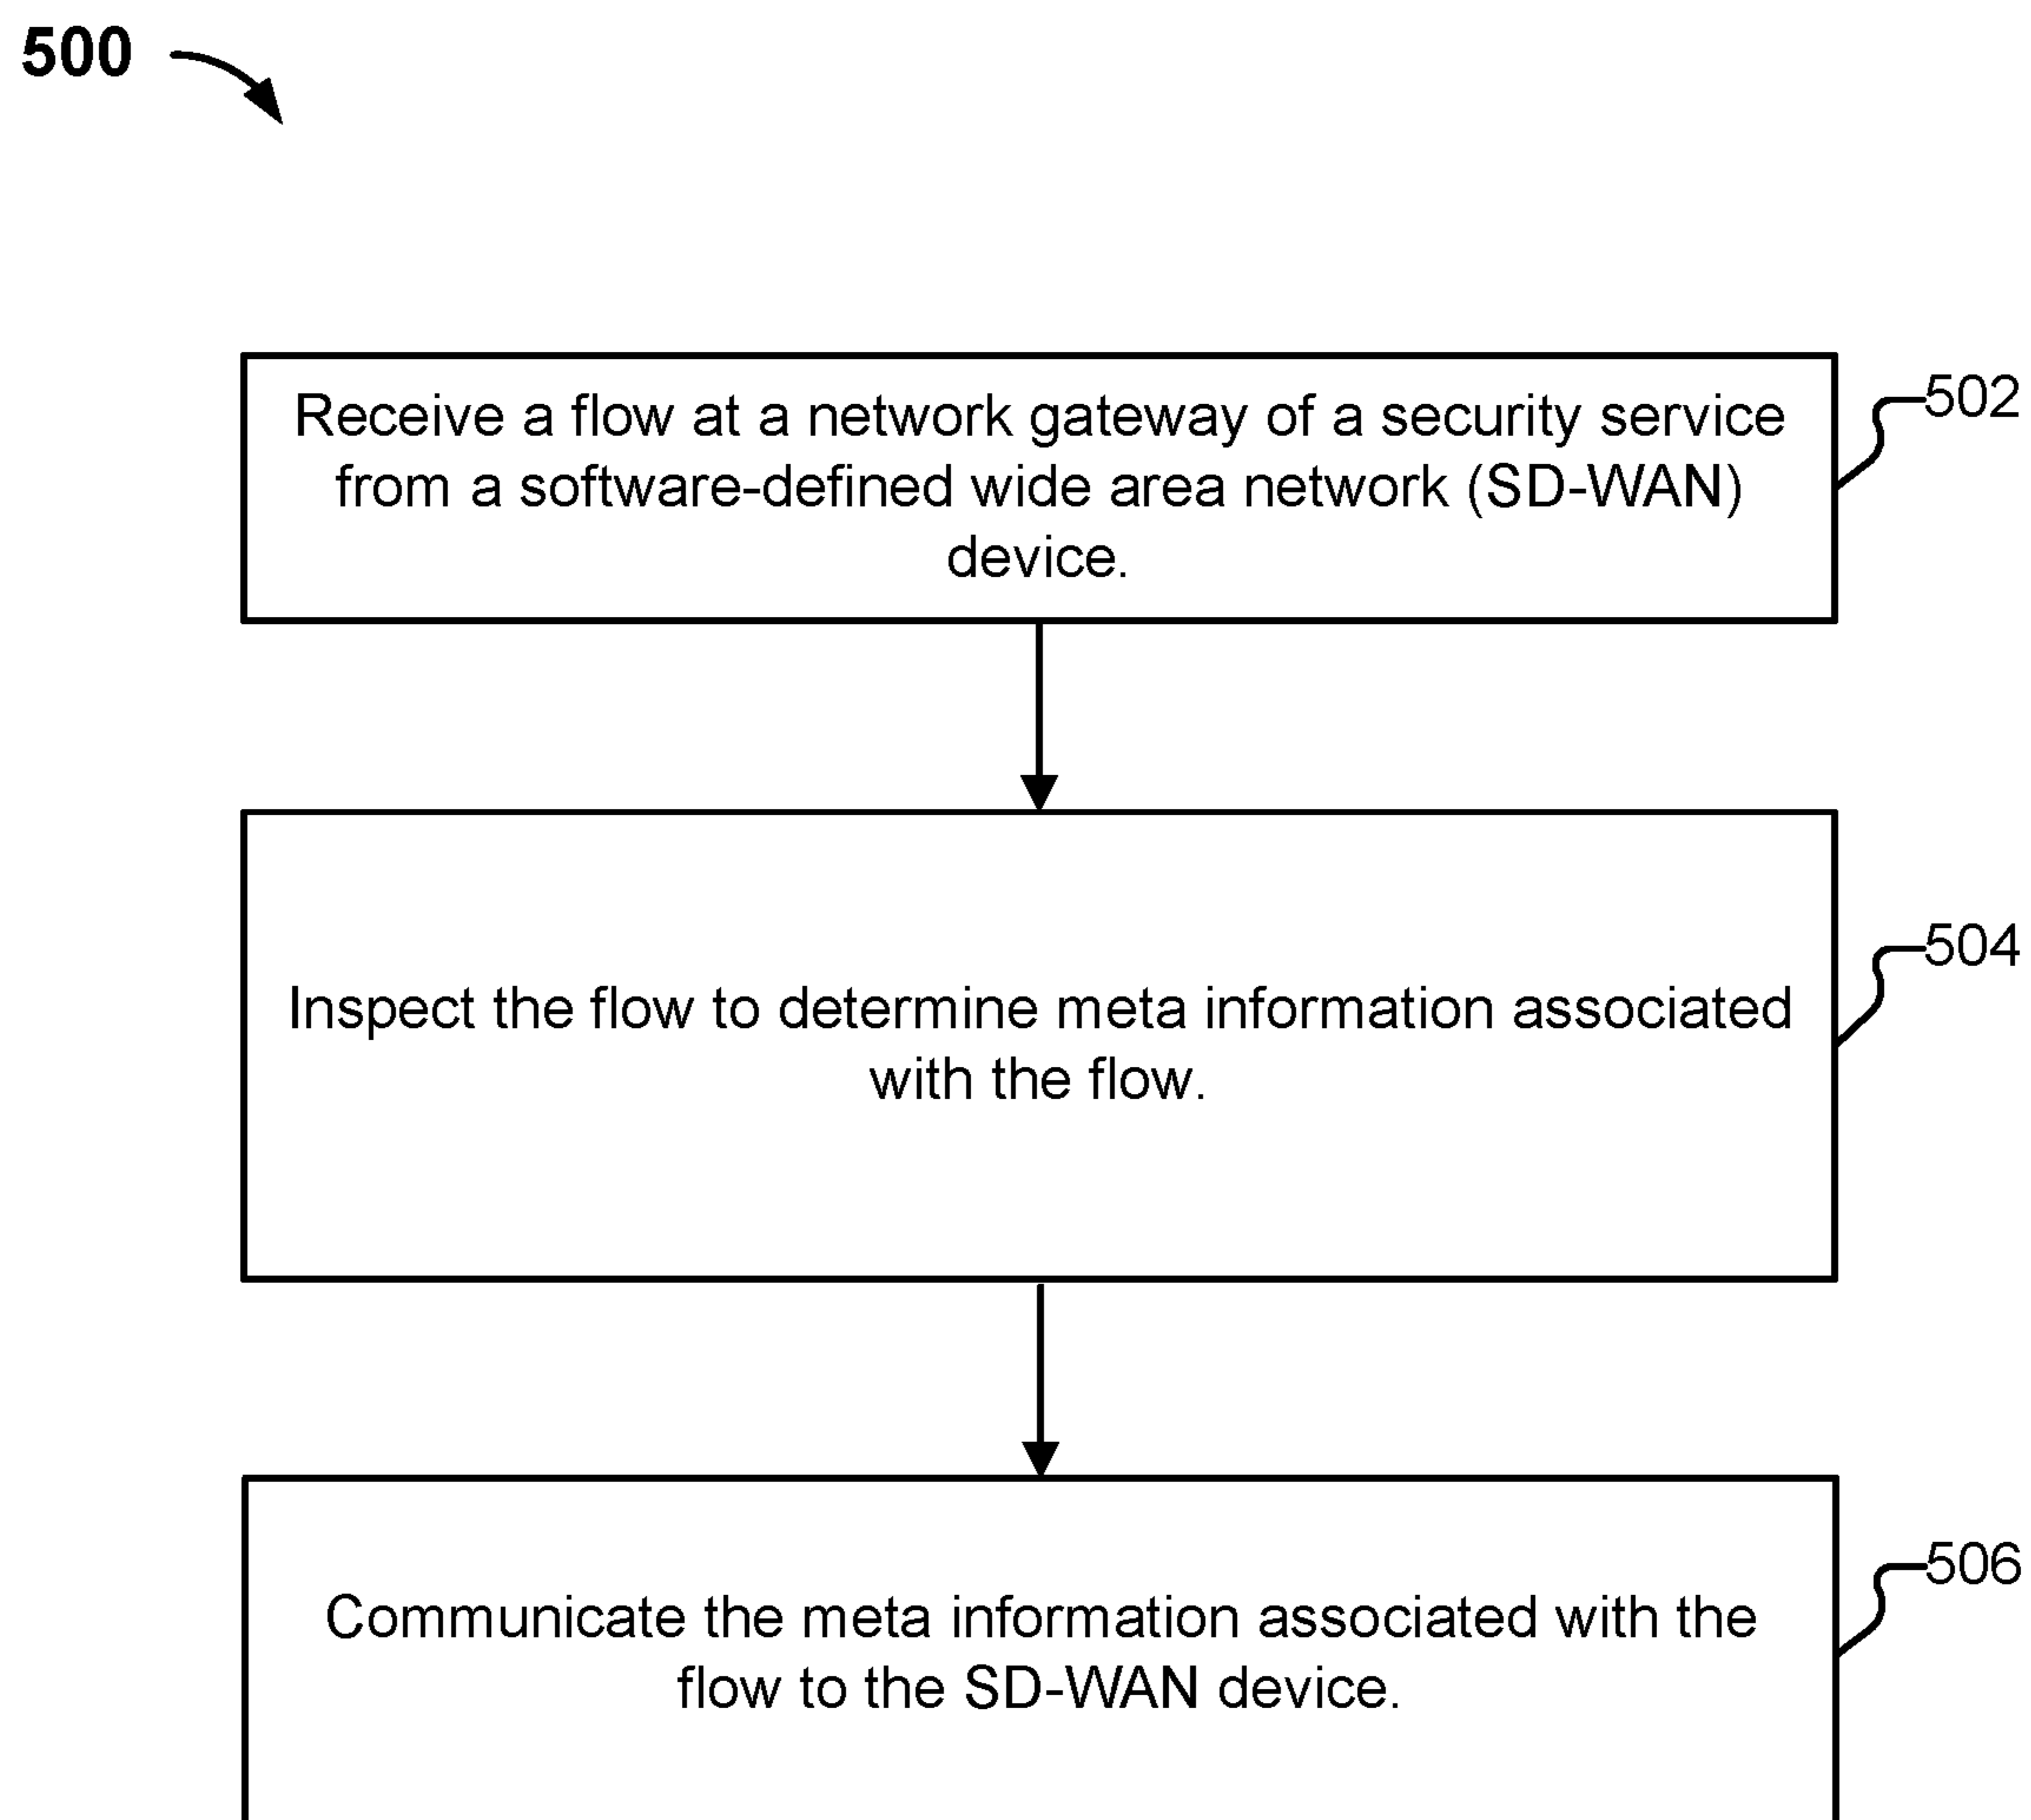 500
Receive a flow at a network gateway of a security service
from a software-defined wide area network (SD-WAN)
device.
502
Inspect the flow to determine meta information associated
with the flow.
504
Communicate the meta information associated with the
flow to the SD-WAN device.
506